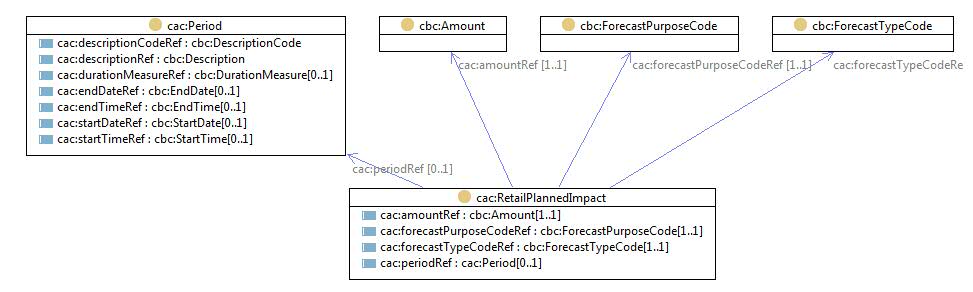 cac:Period
cac:descriptionCodeRef : cbc:DescriptionCode
cac:descriptionRef : cbc:Description
cac:durationMeasureRef : cbc:DurationMeasure[0..1]
cac:endDateRef : cbc:EndDate[0..1]
cac:endTimeRef : cbc:EndTime[0..1]
cac:startDateRef : cbc:StartDate[0..1]
cac:startTimeRef : cbc:StartTime[0..1]
cbc:Amount
cbc:ForecastPurposeCode
cbc:ForecastTypeCode
cac:amountRef [1..1]
cac:forecastPurposeCodeRef [1..1]
cac:forecastTypeCodeRe
cac:periodRef [0..1]
cac:RetailPlannedImpact
cac:amountRef : cbc:Amount[1..1]
cac:forecastPurposeCodeRef : cbc:ForecastPurposeCode[1..1]
cac:forecastTypeCodeRef : cbc:ForecastTypeCode[1..1]
cac:periodRef : cac:Period[0..1]